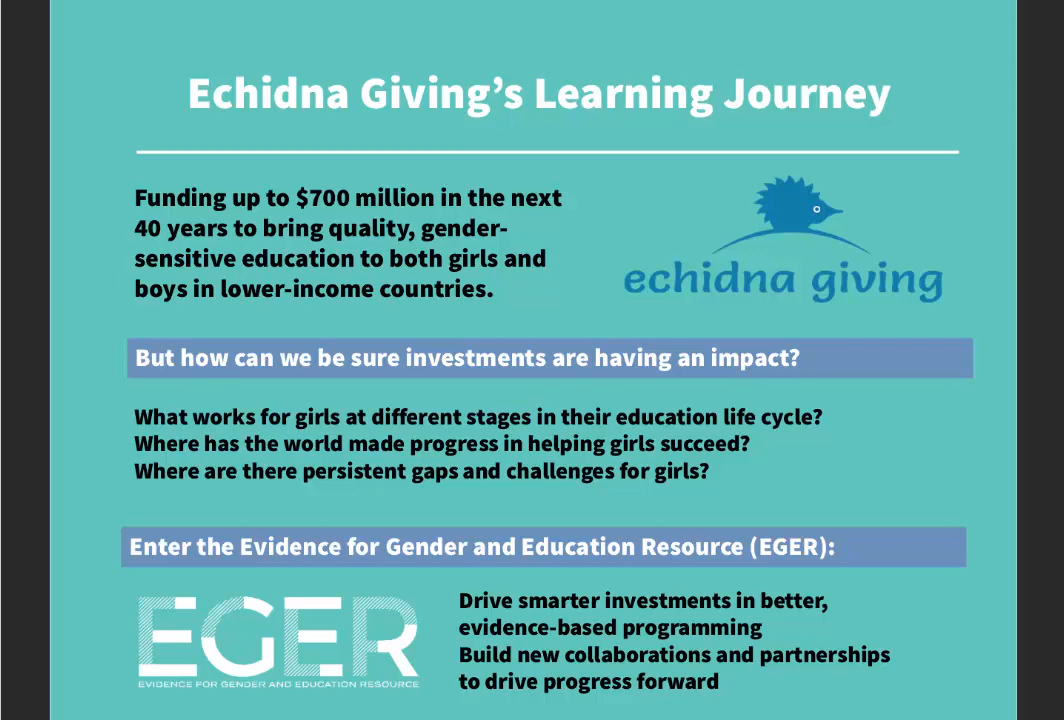 Echidna Giving’s Learning Journey
Funding up to $700 million in the next
40 years to bring quality, gender-
sensitive education to both girls and
boys in lower-income countries.
echidna giving
But how can we be sure investments are having an impact?
What works for girls at different stages in their education life cycle?
Where has the world made progress in helping girls succeed?
Where are there persistent gaps and challenges for girls?
Enter the Evidence for Gender and Education Resource (EGER):
EGER
EVIDENCE FOR GENDER AND EDUCATION RESOURCE
Drive smarter investments in better,
evidence-based programming
Build new collaborations and partnerships
to drive progress forward